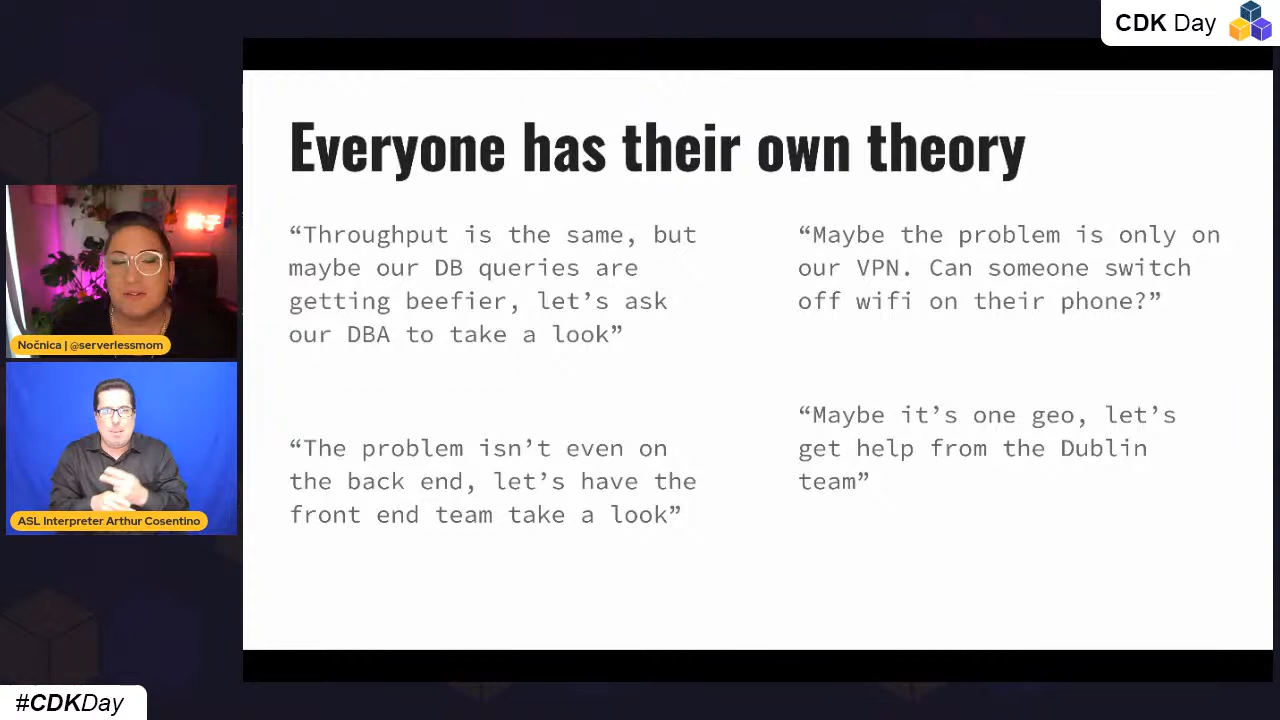 CDK Day
Everyone has their own theory
“Throughput is the same, but
maybe our DB queries are
getting beefier, let’s ask
our DBA to take a look”
“The problem isn’t even on
the back end, let’s have the
front end team take a look”
“Maybe the problem is only on
our VPN. Can someone switch
off wifi on their phone?”
“Maybe it’s one geo, let’s
get help from the Dublin
team”
Nočnica | @serverlessmom
ASL Interpreter Arthur Cosentino
#CDKDay